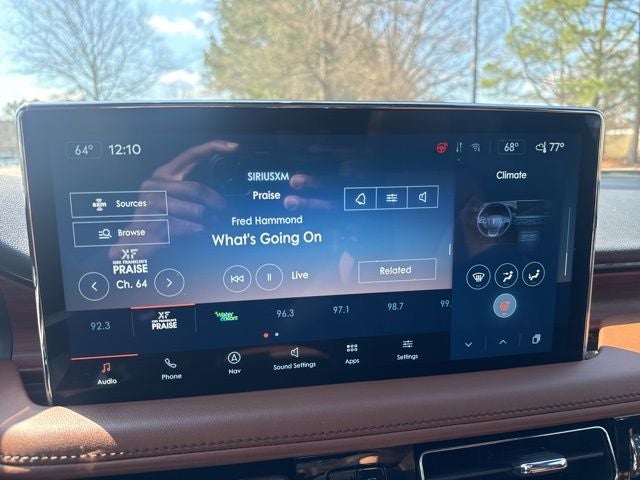 64° 12:10
68° 77°
SIRIUSXM
Praise
Climate
Sources
Browse
Fred Hammond
What's Going On
KIRK FRANKLIN'S
PRAISE
Ch. 64
Live
Related
92.3
PRAISE
Watercolors
96.3
97.1
98.7
99.
Audio
Phone
Nav
Sound Settings
Apps
Settings